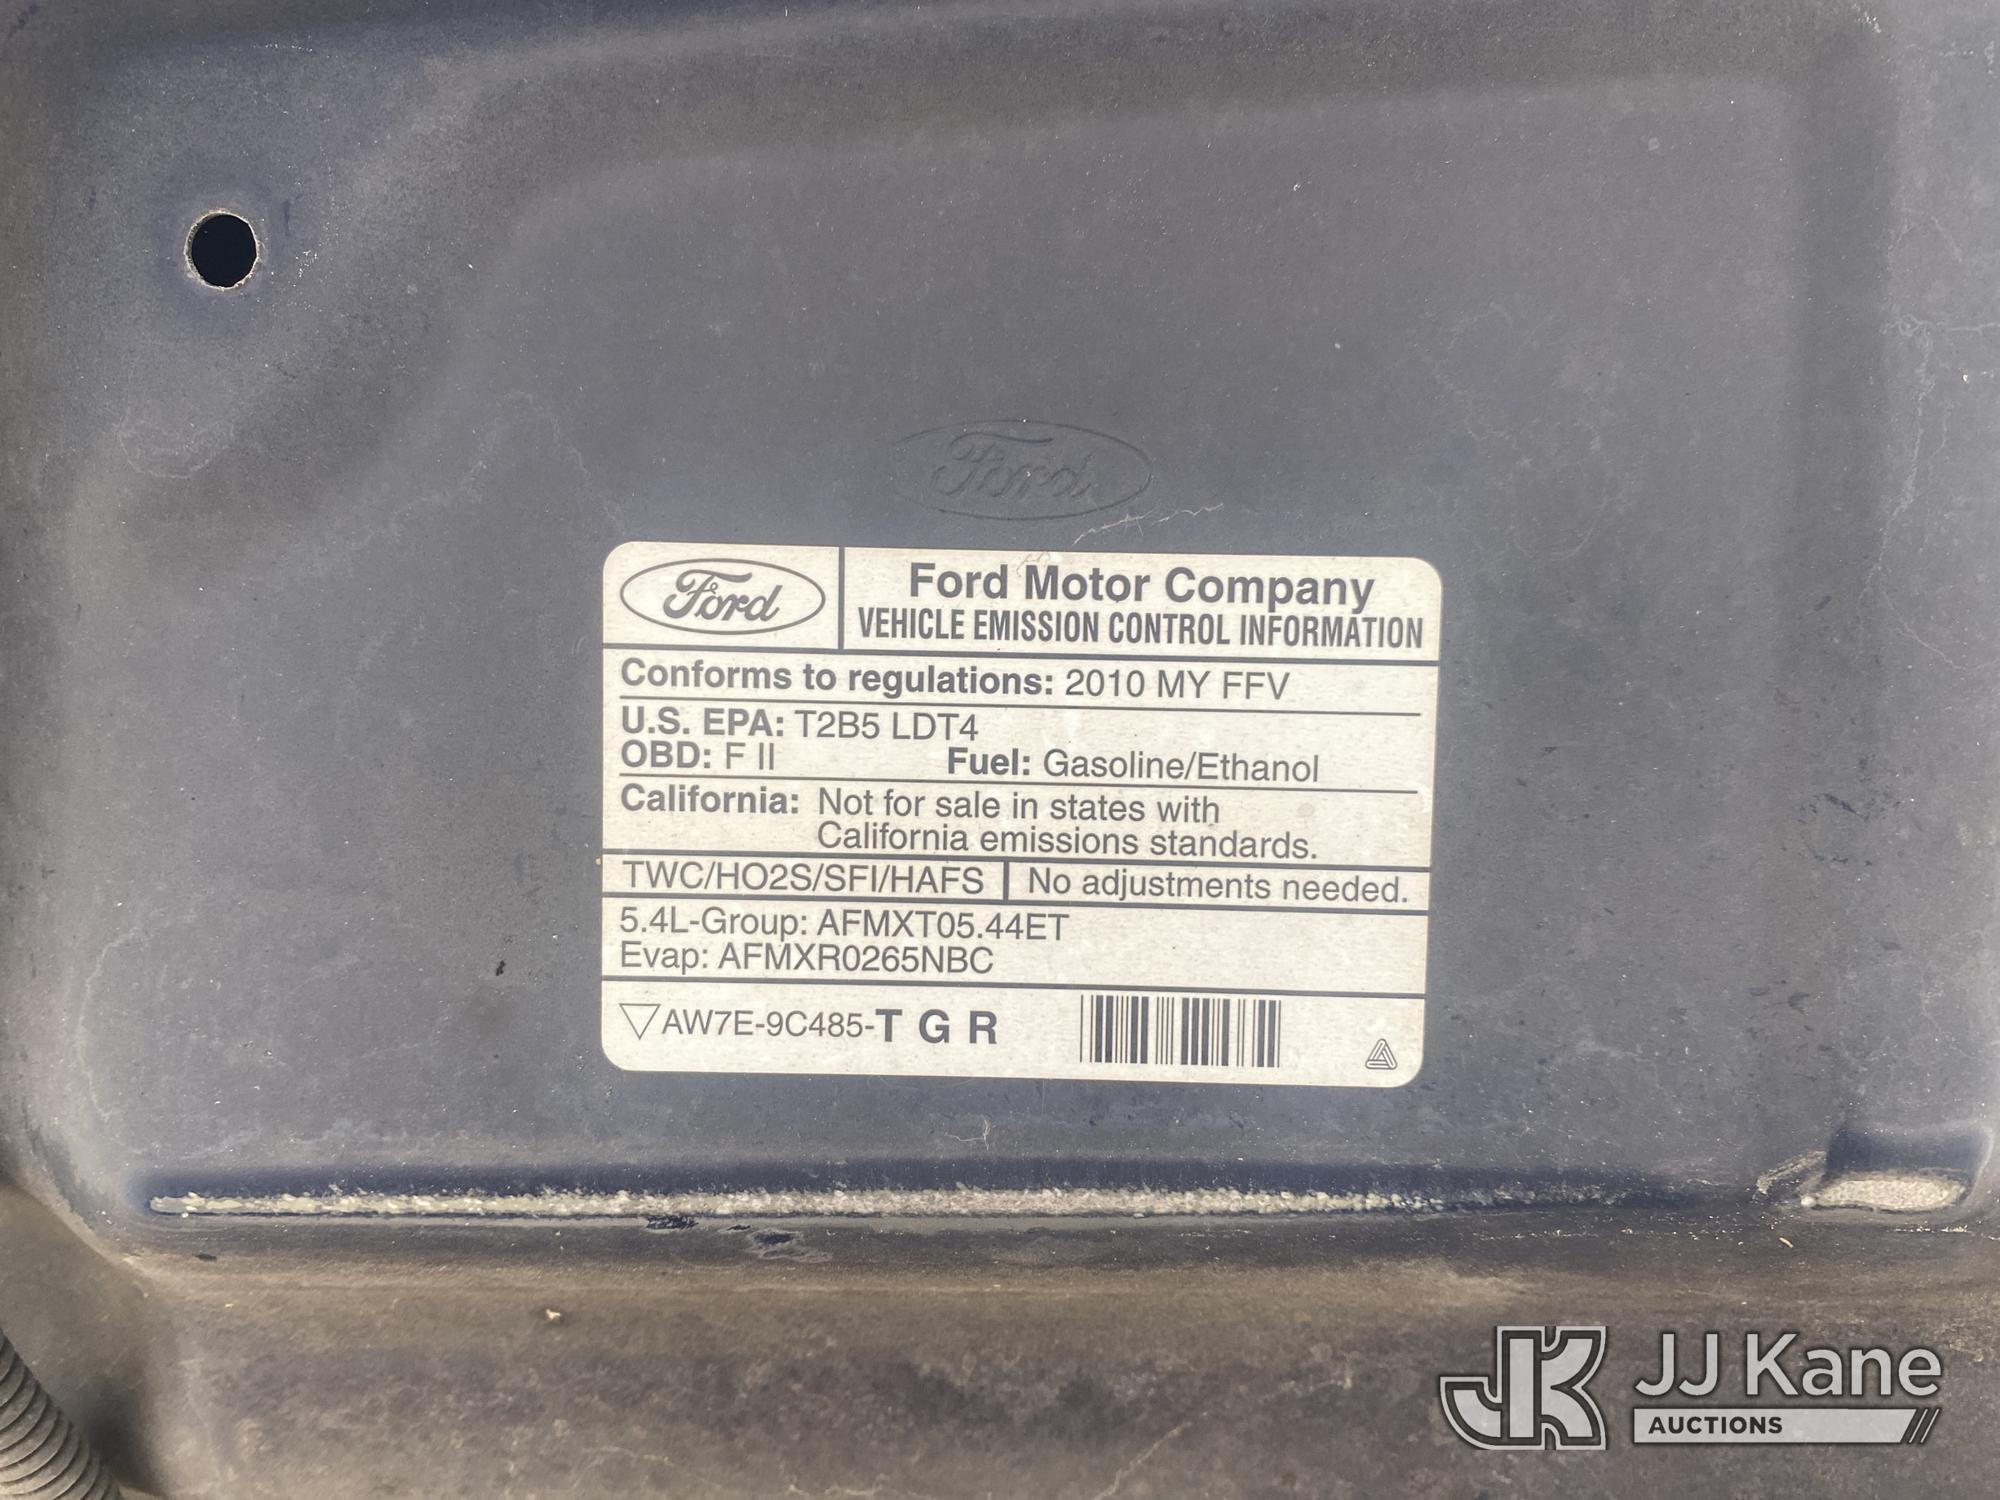 Ford
Ford
Ford Motor Company
VEHICLE EMISSION CONTROL INFORMATION
Conforms to regulations: 2010 MY FFV
U.S. EPA: T2B5 LDT4
OBD: F II Fuel: Gasoline/Ethanol
California: Not for sale in states with
California emissions standards.
TWC/HO2S/SFI/HAFS No adjustments needed.
5.4L-Group: AFMXT05.44ET
Evap: AFMXR0265NBC
AW7E-9C485-T G R
JK JJ Kane
AUCTIONS